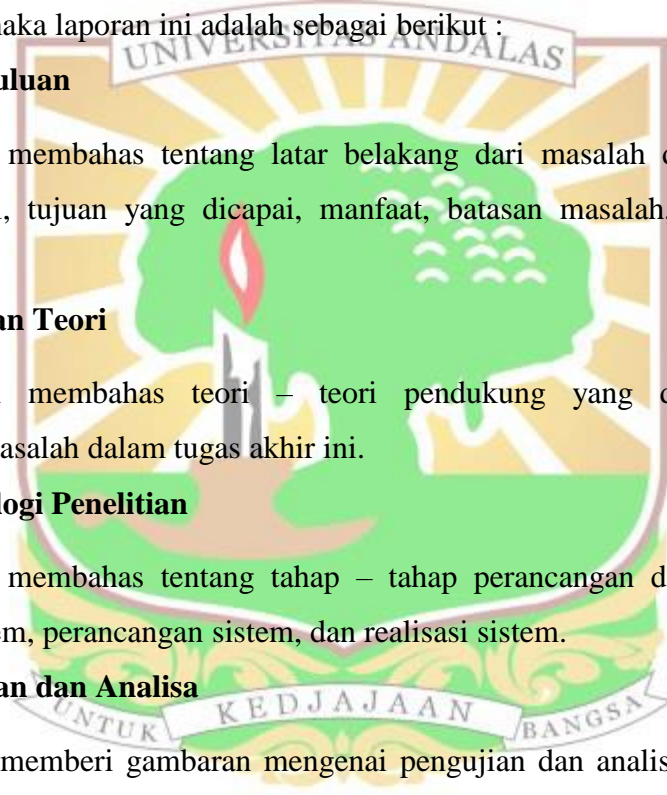 maka laporan ini adalah sebagai berikut :
UNIVERSITAS ANDALAS
uluan
membahas tentang latar belakang dari masalah
, tujuan yang dicapai, manfaat, batasan masalah.
an Teori
membahas teori – teori pendukung yang
asalah dalam tugas akhir ini.
logi Penelitian
membahas tentang tahap – tahap perancangan
em, perancangan sistem, dan realisasi sistem.
an dan Analisa
UNTUK KEDJAJAAN BANGSA
memberi gambaran mengenai pengujian dan analis